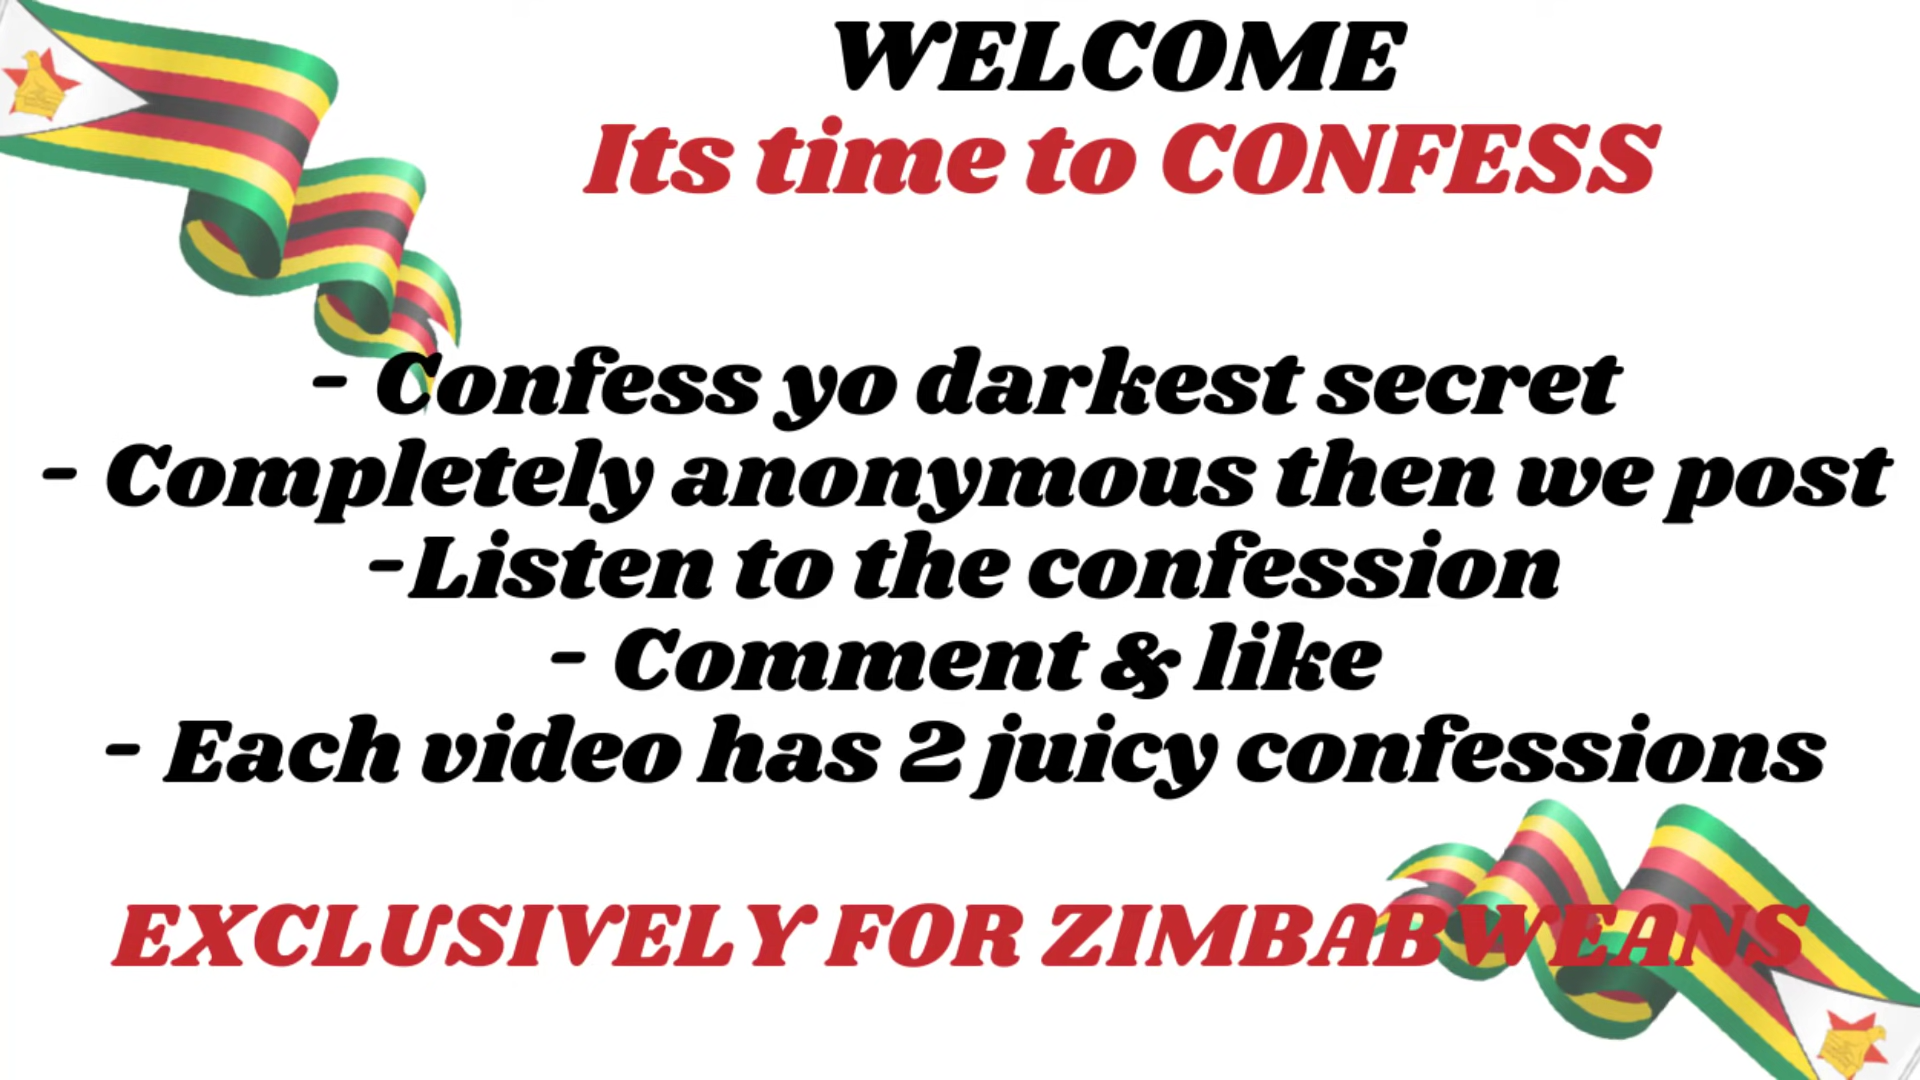 WELCOME
Its time to CONFESS
- Confess yo darkest secret
- Completely anonymous then we post
-Listen to the confession
- Comment & like
- Each video has 2 juicy confessions
EXCLUSIVELY FOR ZIMBABWEANS